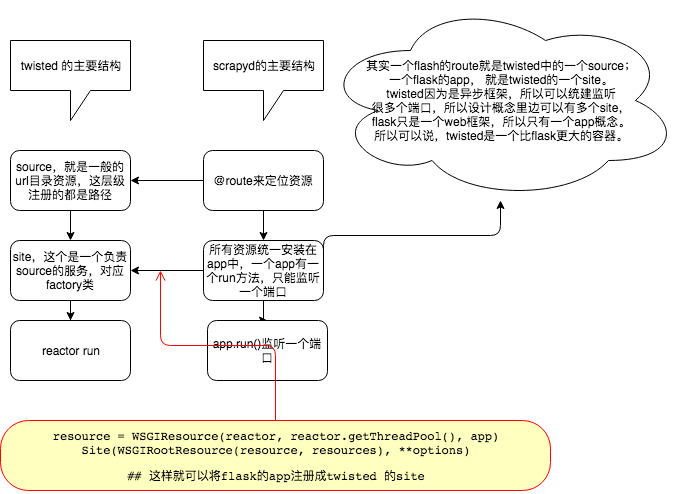 twisted 的主要结构
scrapyd的主要结构
其实一个flash的route就是twisted中的一个source；
一个flask的app， 就是twisted的一个site。
twisted因为是异步框架，所以可以统建监听
很多个端口，所以设计概念里边可以有多个site，
flask只是一个web框架，所以只有一个app概念。
所以可以说，twisted是一个比flask更大的容器。
source，就是一般的
url目录资源，这层级
注册的都是路径
@route来定位资源
site，这个是一个负责
source的服务，对应
factory类
所有资源统一安装在
app中，一个app有一
个run方法，只能监听
一个端口
reactor run
app.run()监听一个端
口
resource = WSGIResource(reactor, reactor.getThreadPool(), app)
Site(WSGIRootResource(resource, resources), **options)
## 这样就可以将flask的app注册成twisted 的site